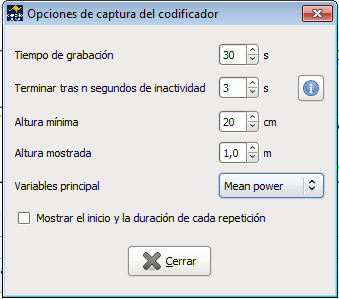 Opciones de captura del codificador
Tiempo de grabación 30 s
Terminar tras n segundos de inactividad 3 s
Altura mínima 20 cm
Altura mostrada 1,0 m
Variables principal Mean power
Mostrar el inicio y la duración de cada repetición
Cerrar